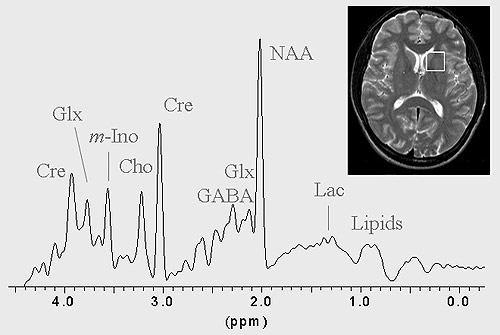 NAA
Cre
Glx
m-Ino
Cre
Cho
Glx
GABA
Lac
Lipids
4.0 3.0 2.0 1.0 0.0
(ppm)